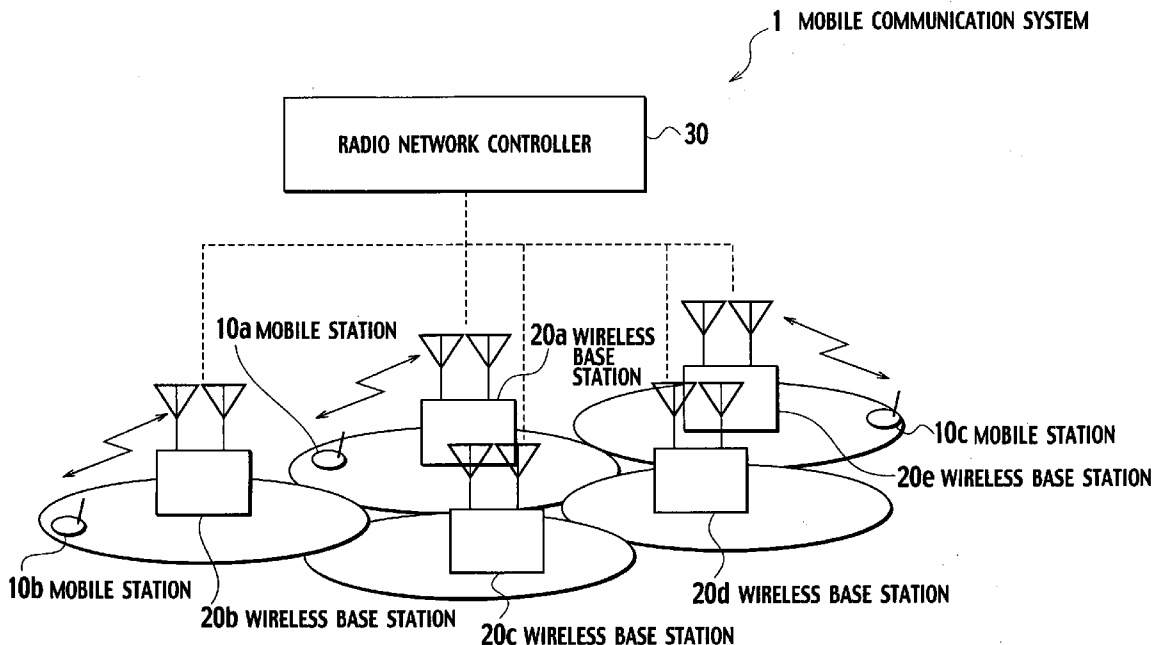 1 MOBILE COMMUNICATION SYSTEM
RADIO NETWORK CONTROLLER
30
10a MOBILE STATION
20a WIRELESS
BASE
STATION
10c MOBILE STATION
20e WIRELESS BASE STATION
10b MOBILE STATION
20d WIRELESS BASE STATION
20b WIRELESS BASE STATION
20c WIRELESS BASE STATION